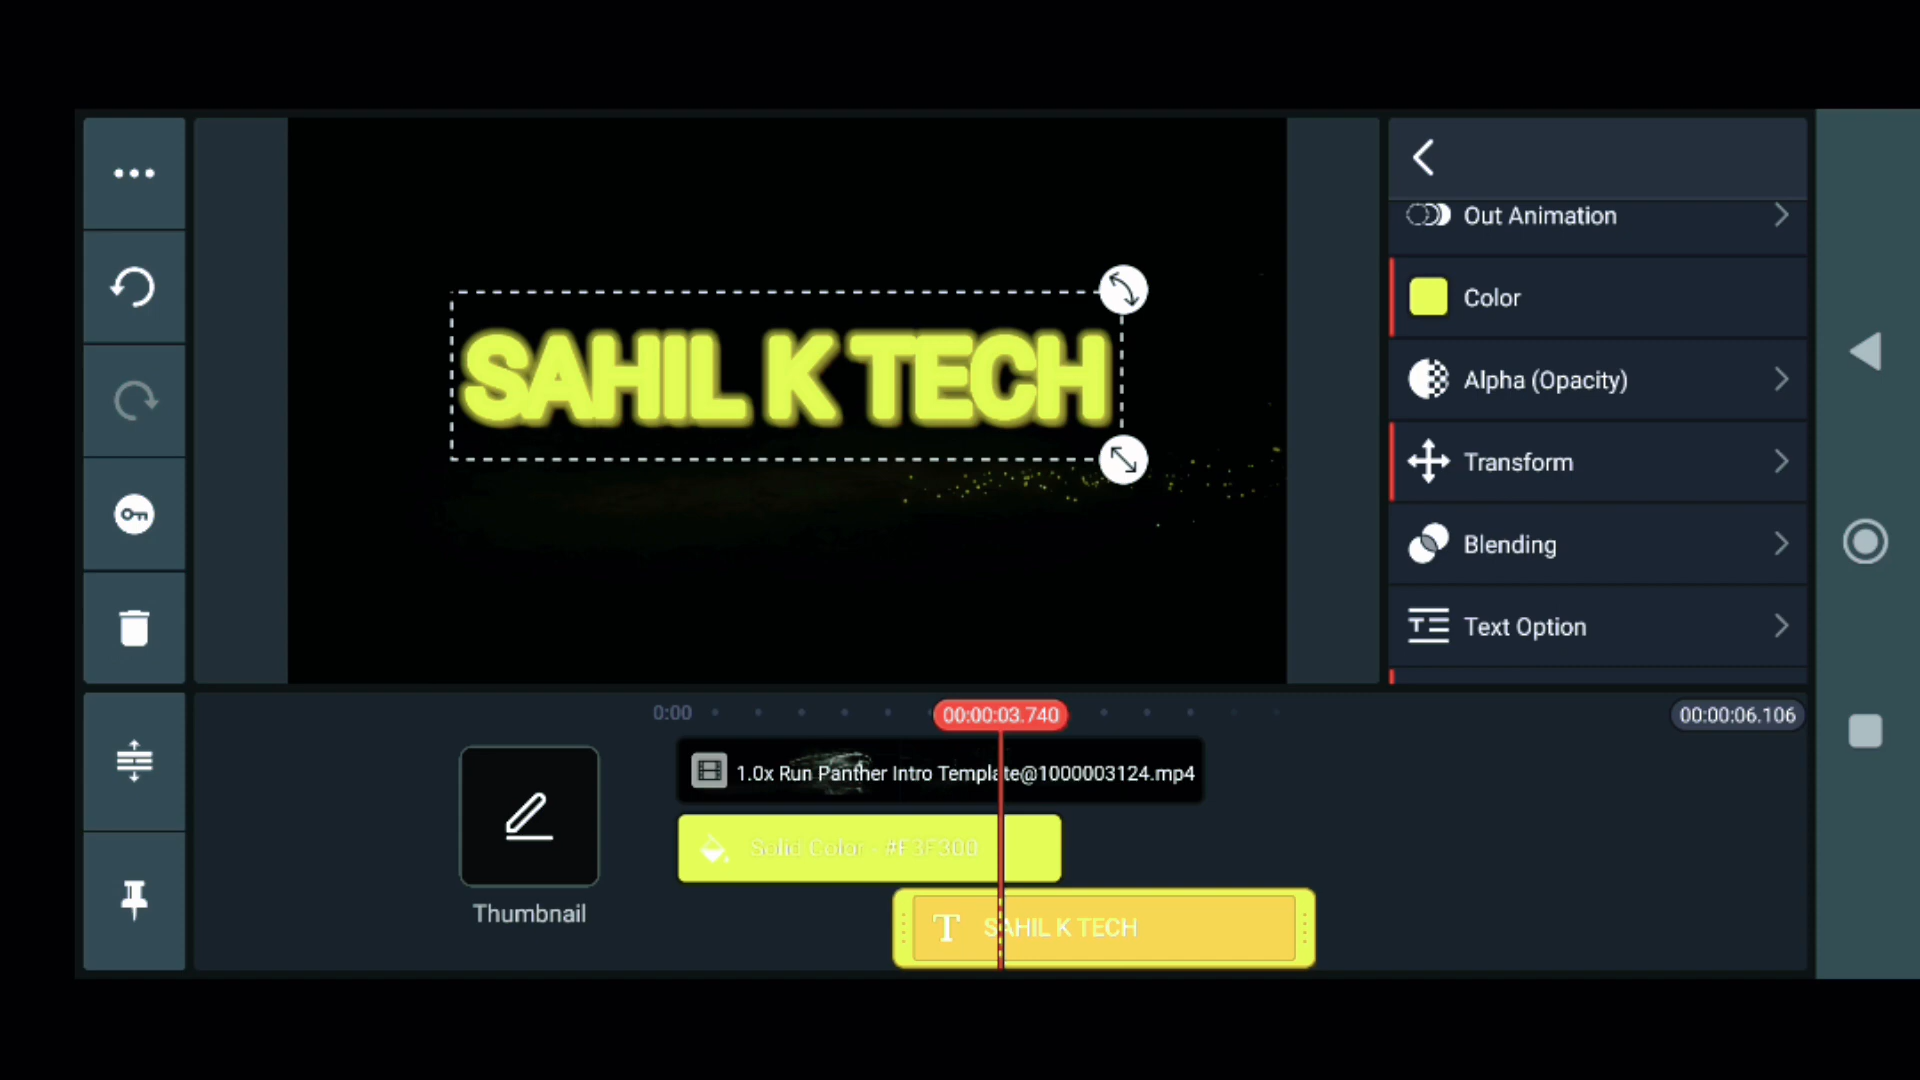 SAHIL K TECH
Out Animation
Color
Alpha (Opacity)
Transform
Blending
Text Option
0:00
00:00:03.740
00:00:06.106
1.0x Run Panther Intro Template@1000003124.mp4
Solid Color - #F3F300
Thumbnail
T SAHIL K TECH